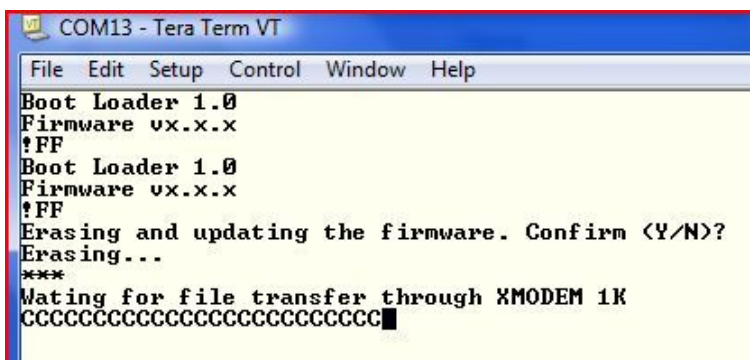 COM13 - Tera Term VT
File Edit Setup Control Window Help
Boot Loader 1.0
Firmware vx.x.x
!FF
Boot Loader 1.0
Firmware vx.x.x
!FF
Erasing and updating the firmware. Confirm (Y/N)?
Erasing...
***
Wating for file transfer through XMODEM 1K
CCCCCCCCCCCCCCCCCCCCCCCCCC